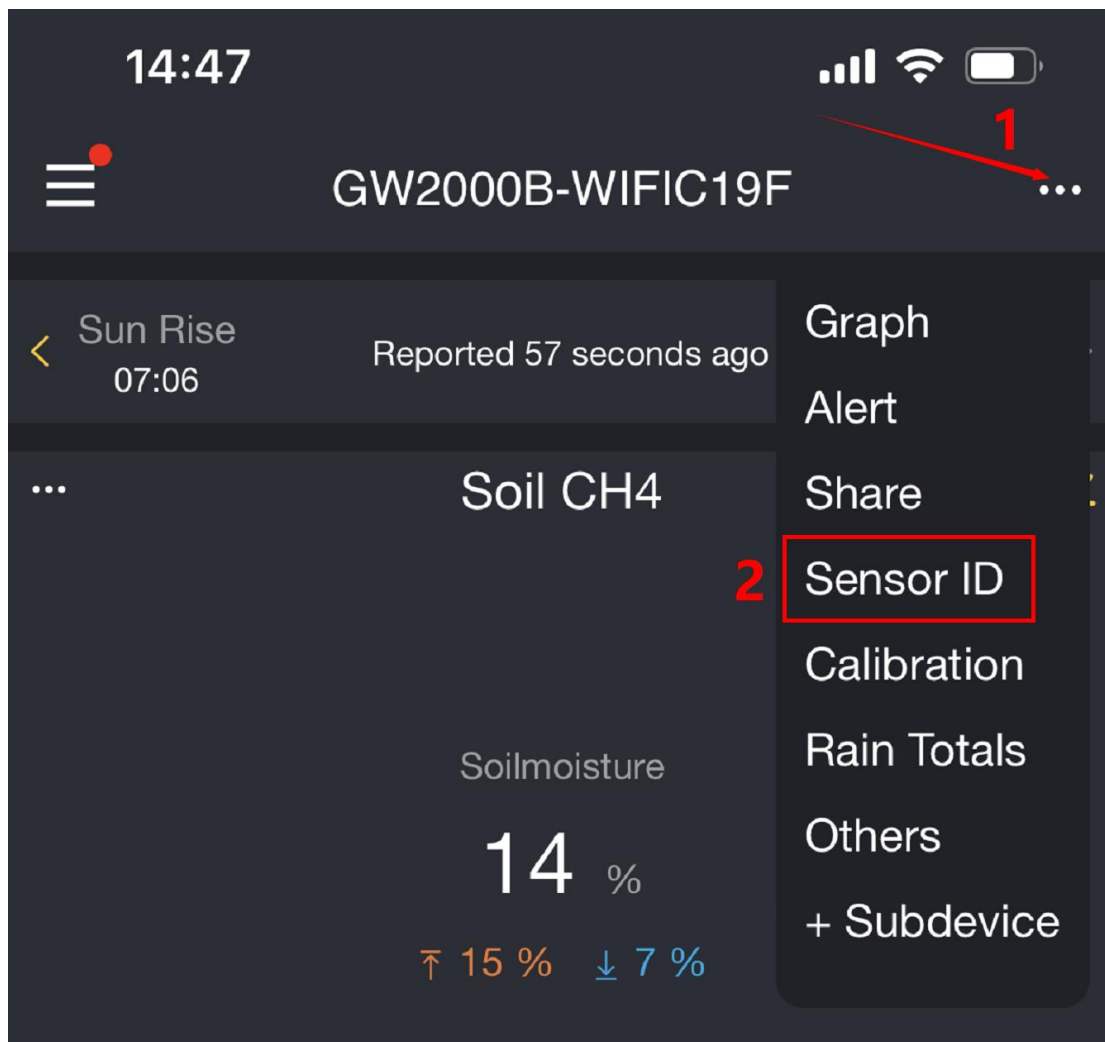 14:47
1
GW2000B-WIFIC19F
Sun Rise
07:06
Reported 57 seconds ago
Graph
Alert
Share
2 Sensor ID
Calibration
Rain Totals
Others
+ Subdevice
Soil CH4
Soilmoisture
14 %
15 % 7 %